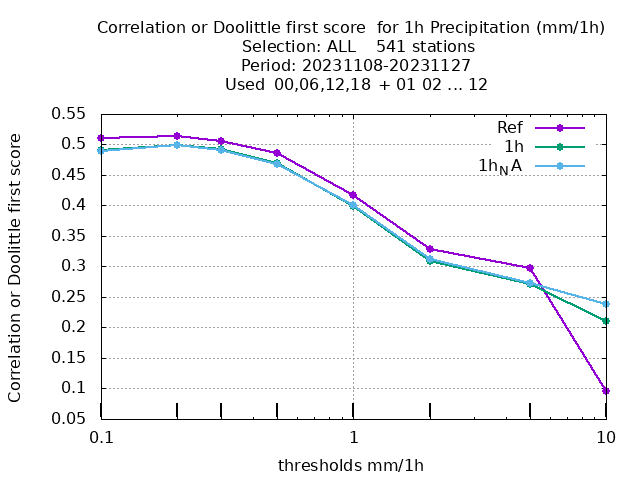 Correlation or Doolittle first score  for 1h Precipitation (mm/1h)
Selection: ALL    541 stations
Period: 20231108-20231127
Used  00,06,12,18 + 01 02 ... 12
Ref
1h
1h_NA
Correlation or Doolittle first score
0.55
0.5
0.45
0.4
0.35
0.3
0.25
0.2
0.15
0.1
0.05
0.1 1 10
thresholds mm/1h